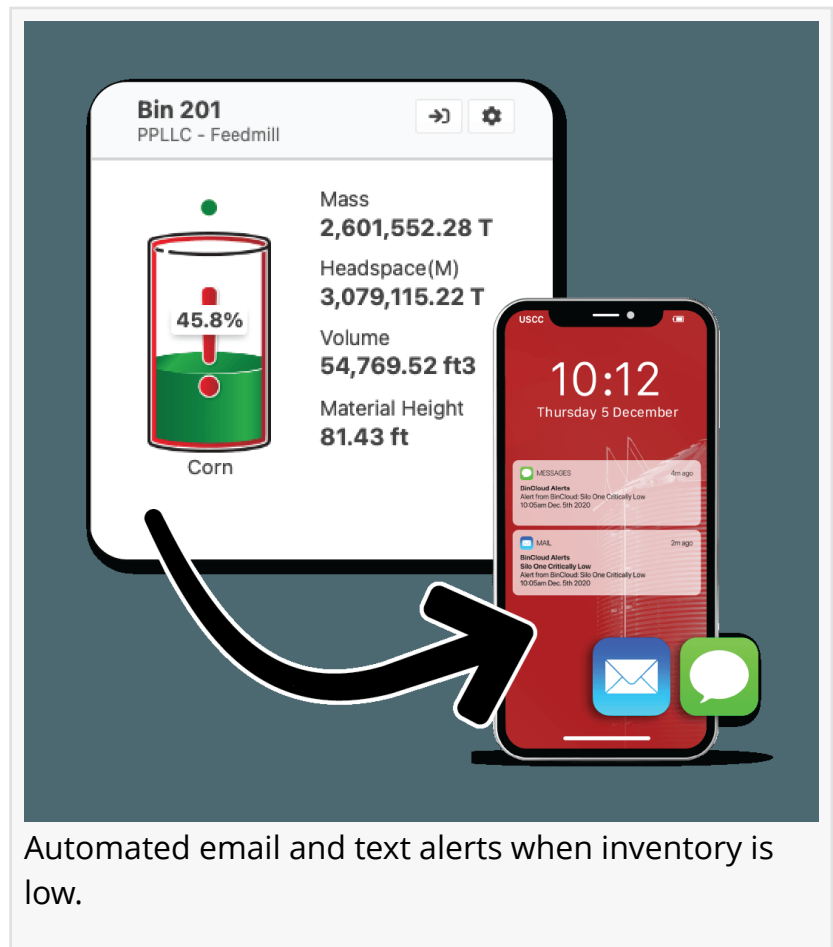 Bin 201
PPLLC - Feedmill
45.8%
Corn
Mass
2,601,552.28 T
Headspace(M)
3,079,115.22 T
Volume
54,769.52 ft3
Material Height
81.43 ft
USCC
10:12
Thursday 5 December
MESSAGES 4m ago
BinCloud Alerts
Alert from BinCloud: Silo One Critically Low
10:05am Dec. 5th 2020
MAIL 2m ago
BinCloud Alerts
Silo One Critically Low
Alert from BinCloud: Silo One Critically Low
10:05am Dec. 5th 2020
Automated email and text alerts when inventory is
low.